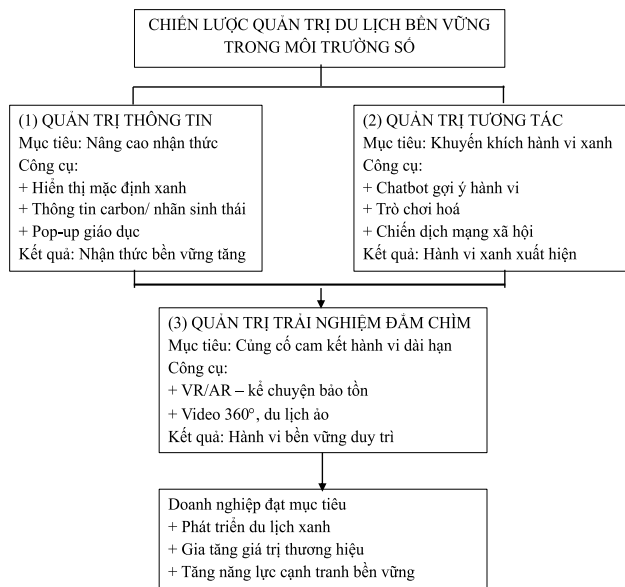 CHIẾN LƯỢC QUẢN TRỊ DU LỊCH BỀN VỮNG
TRONG MÔI TRƯỜNG SỐ
(1) QUẢN TRỊ THÔNG TIN
Mục tiêu: Nâng cao nhận thức
Công cụ:
+ Hiển thị mặc định xanh
+ Thông tin carbon/ nhãn sinh thái
+ Pop-up giáo dục
Kết quả: Nhận thức bền vững tăng
(2) QUẢN TRỊ TƯƠNG TÁC
Mục tiêu: Khuyến khích hành vi xanh
Công cụ:
+ Chatbot gợi ý hành vi
+ Trò chơi hoá
+ Chiến dịch mạng xã hội
Kết quả: Hành vi xanh xuất hiện
(3) QUẢN TRỊ TRẢI NGHIỆM ĐẮM CHÌM
Mục tiêu: Củng cố cam kết hành vi dài hạn
Công cụ:
+ VR/AR – kể chuyện bảo tồn
+ Video 360°, du lịch ảo
Kết quả: Hành vi bền vững duy trì
Doanh nghiệp đạt mục tiêu
+ Phát triển du lịch xanh
+ Gia tăng giá trị thương hiệu
+ Tăng năng lực cạnh tranh bền vững